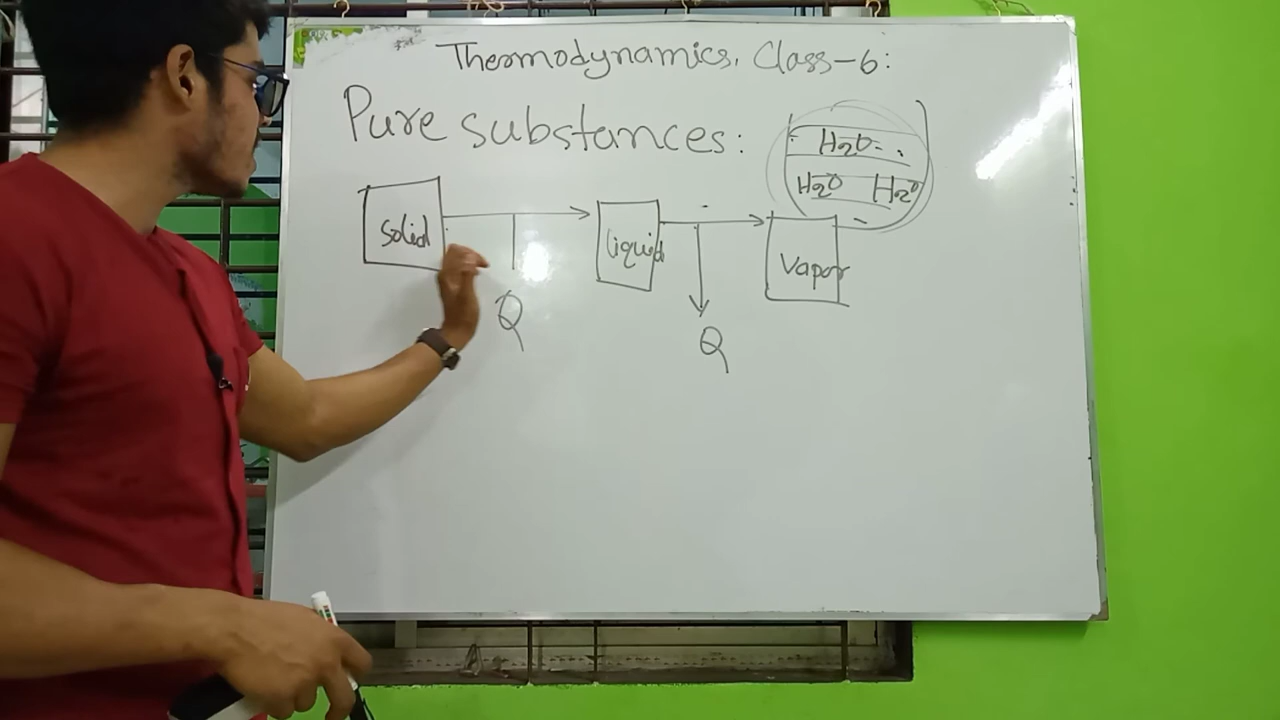 Thermodynamics, Class-6:
Pure substances:
H2O
H2O H2O
Solid
liquid
Vapor
Q
Q